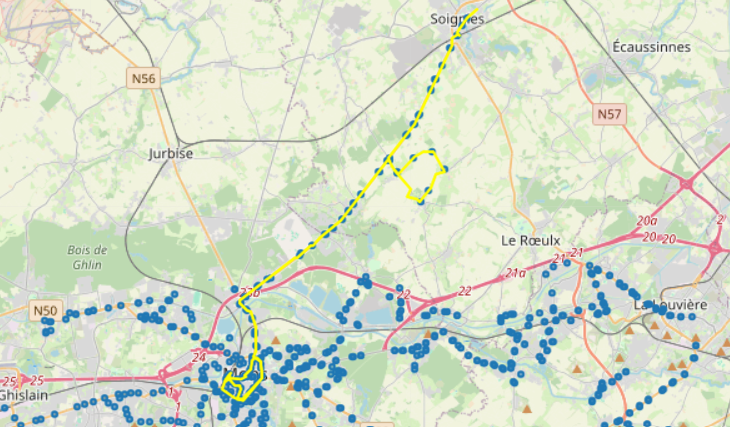 Soignies
Écaussinnes
N56
N57
Jurbise
20a
2
20
20
Le Rœulx
21
21
Bois de
Ghlin
21a
22
22
N50
La Louvière
24
25
25
1
Ghislain